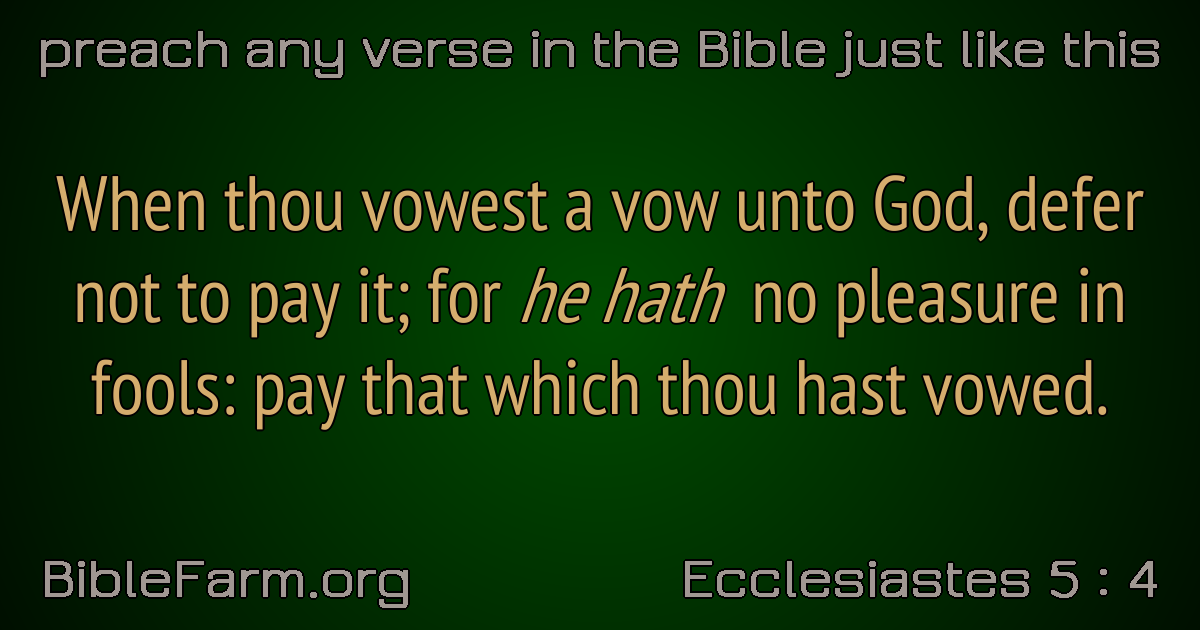 preach any verse in the Bible just like this
When thou vowest a vow unto God, defer
not to pay it; for he hath no pleasure in
fools: pay that which thou hast vowed.
BibleFarm.org
Ecclesiastes 5 : 4